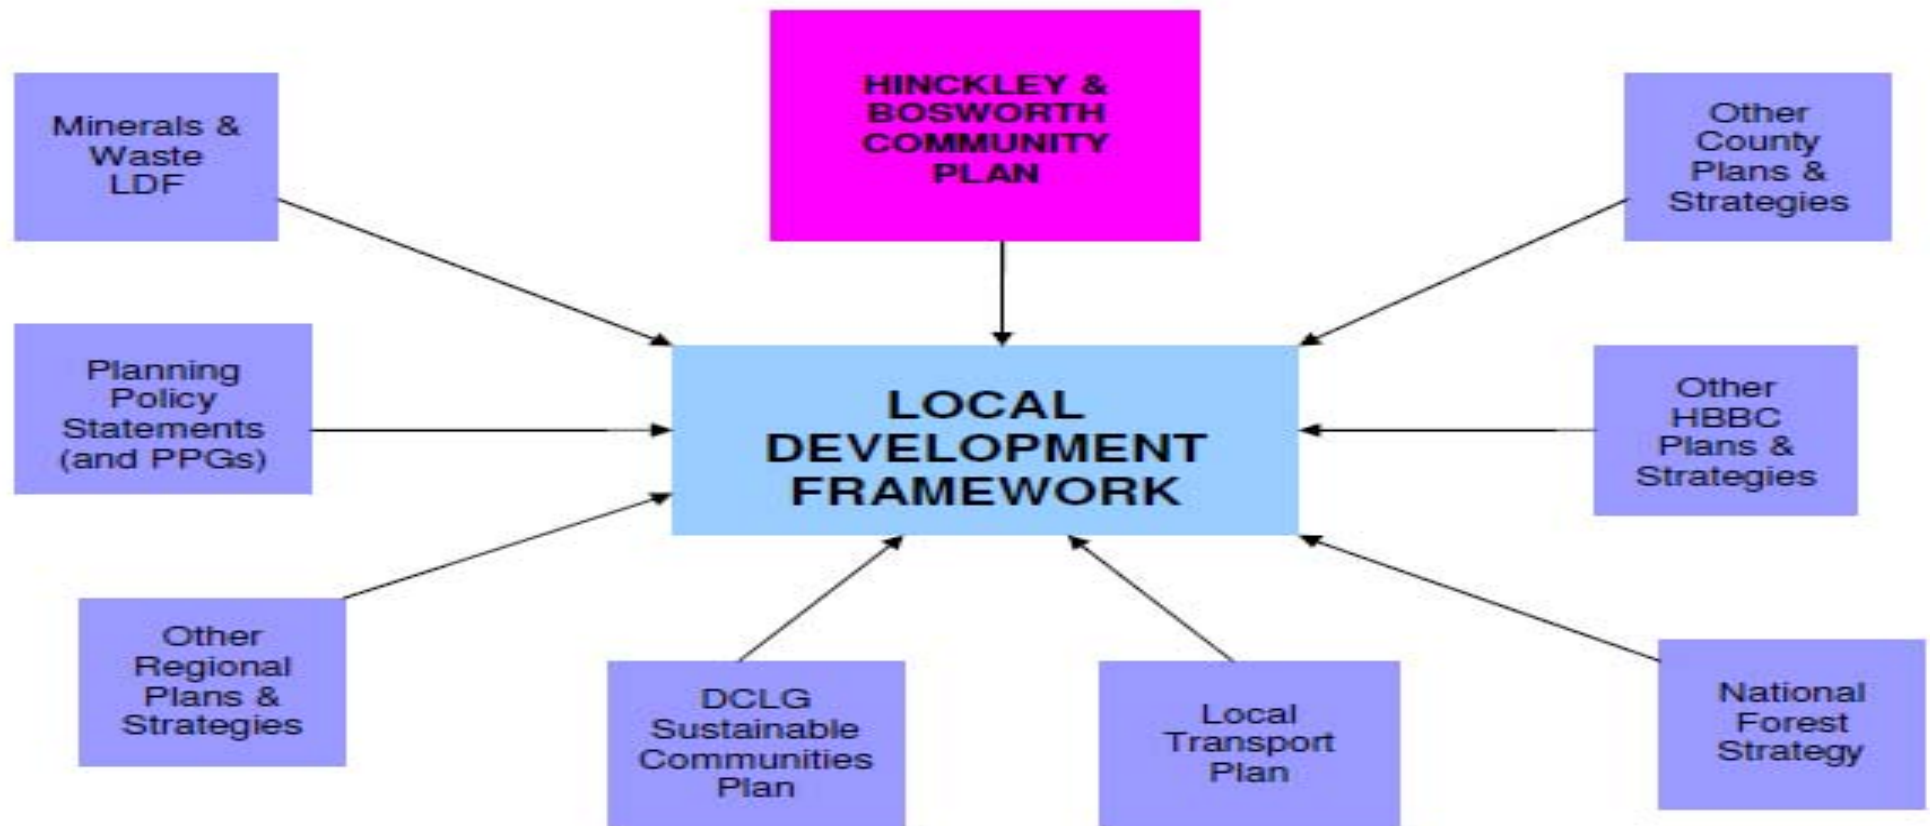 HINCKLEY &
BOSWORTH
COMMUNITY
PLAN
Minerals &
Waste
LDF
Other
County
Plans &
Strategies
Planning
Policy
Statements
(and PPGs)
LOCAL
DEVELOPMENT
FRAMEWORK
Other
HBBC
Plans &
Strategies
Other
Regional
Plans &
Strategies
DCLG
Sustainable
Communities
Plan
Local
Transport
Plan
National
Forest
Strategy